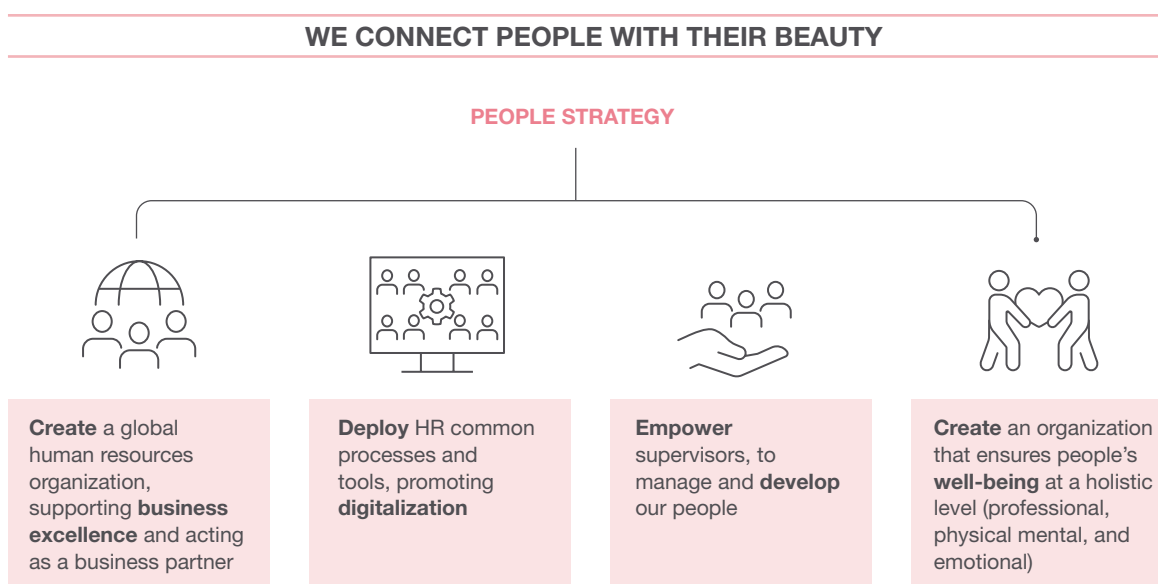 WE CONNECT PEOPLE WITH THEIR BEAUTY
PEOPLE STRATEGY
Create a global
human resources
organization,
supporting business
excellence and acting
as a business partner
Deploy HR common
processes and
tools, promoting
digitalization
Empower
supervisors, to
manage and develop
our people
Create an organization
that ensures people's
well-being at a holistic
level (professional,
physical mental, and
emotional)